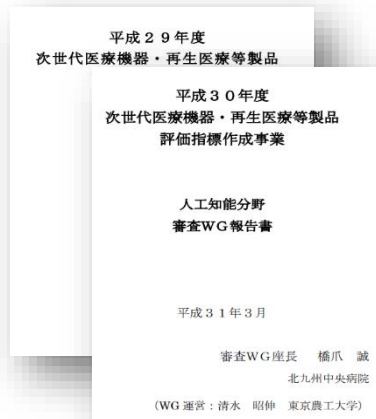 平成２９年度
次世代医療機器・再生医療等製品
平成３０年度
次世代医療機器・再生医療等製品
評価指標作成事業
人工知能分野
審査WG報告書
平成３１年３月
審査WG座長　橋爪　誠
北九州中央病院
(WG 運営：清水　昭伸　東京農工大学)